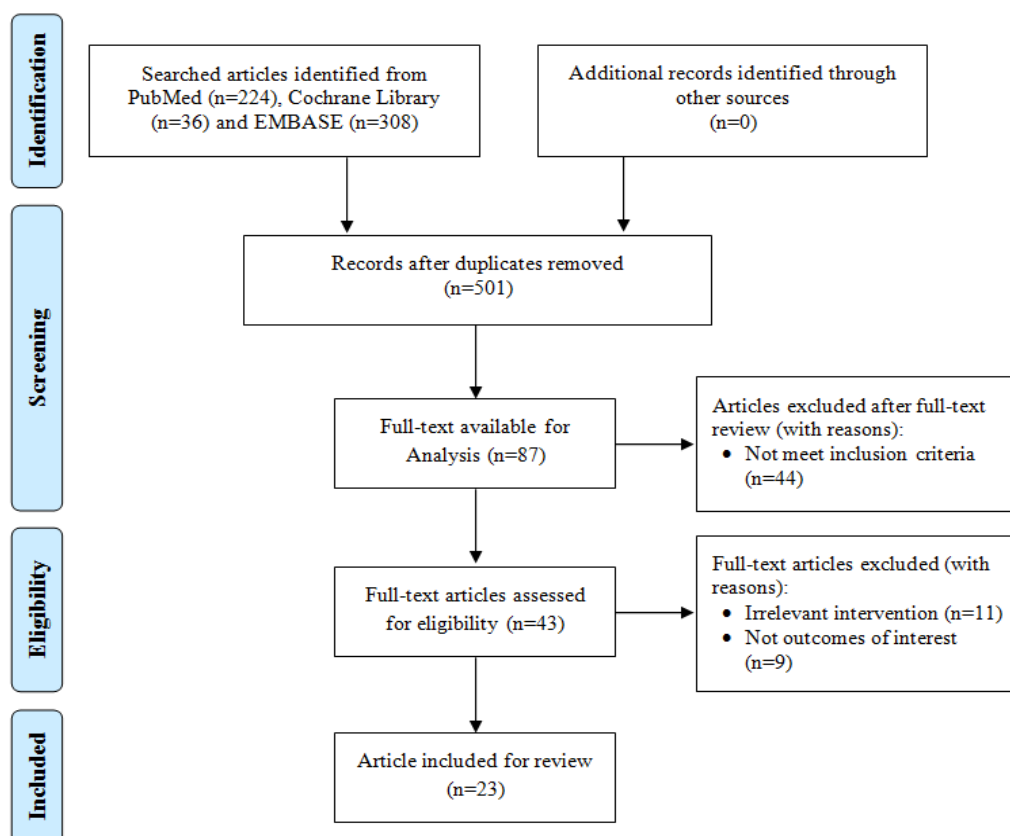 Identification
Searched articles identified from
PubMed (n=224), Cochrane Library
(n=36) and EMBASE (n=308)
Additional records identified through
other sources
(n=0)
Screening
Records after duplicates removed
(n=501)
Full-text available for
Analysis (n=87)
Articles excluded after full-text
review (with reasons):
• Not meet inclusion criteria
(n=44)
Eligibility
Full-text articles assessed
for eligibility (n=43)
Full-text articles excluded (with
reasons):
• Irrelevant intervention (n=11)
• Not outcomes of interest
(n=9)
Included
Article included for review
(n=23)